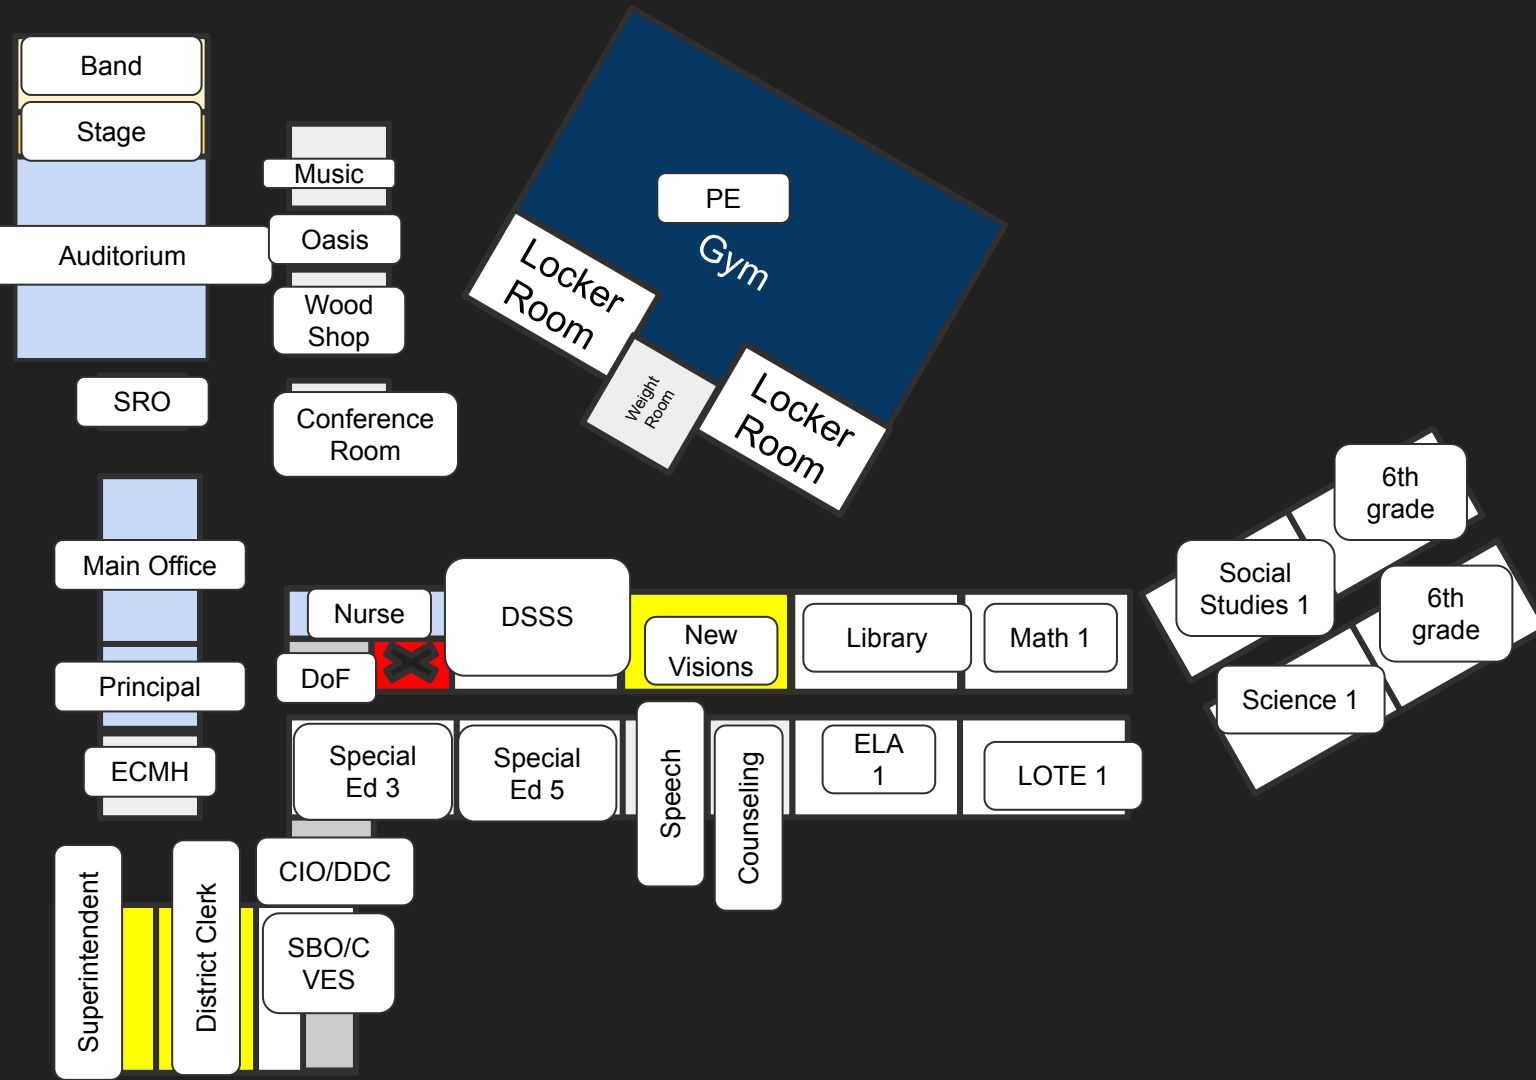 Band
Stage
Auditorium
SRO
Music
Oasis
Wood
Shop
Conference
Room
PE
Gym
Locker
Room
Weight
Room
Locker
Room
Main Office
Principal
ECMH
Nurse
DoF
DSSS
New
Visions
Library
Math 1
Social
Studies 1
6th
grade
6th
grade
Science 1
Special
Ed 3
Special
Ed 5
Speech
Counseling
ELA
1
LOTE 1
Superintendent
District Clerk
CIO/DDC
SBO/C
VES